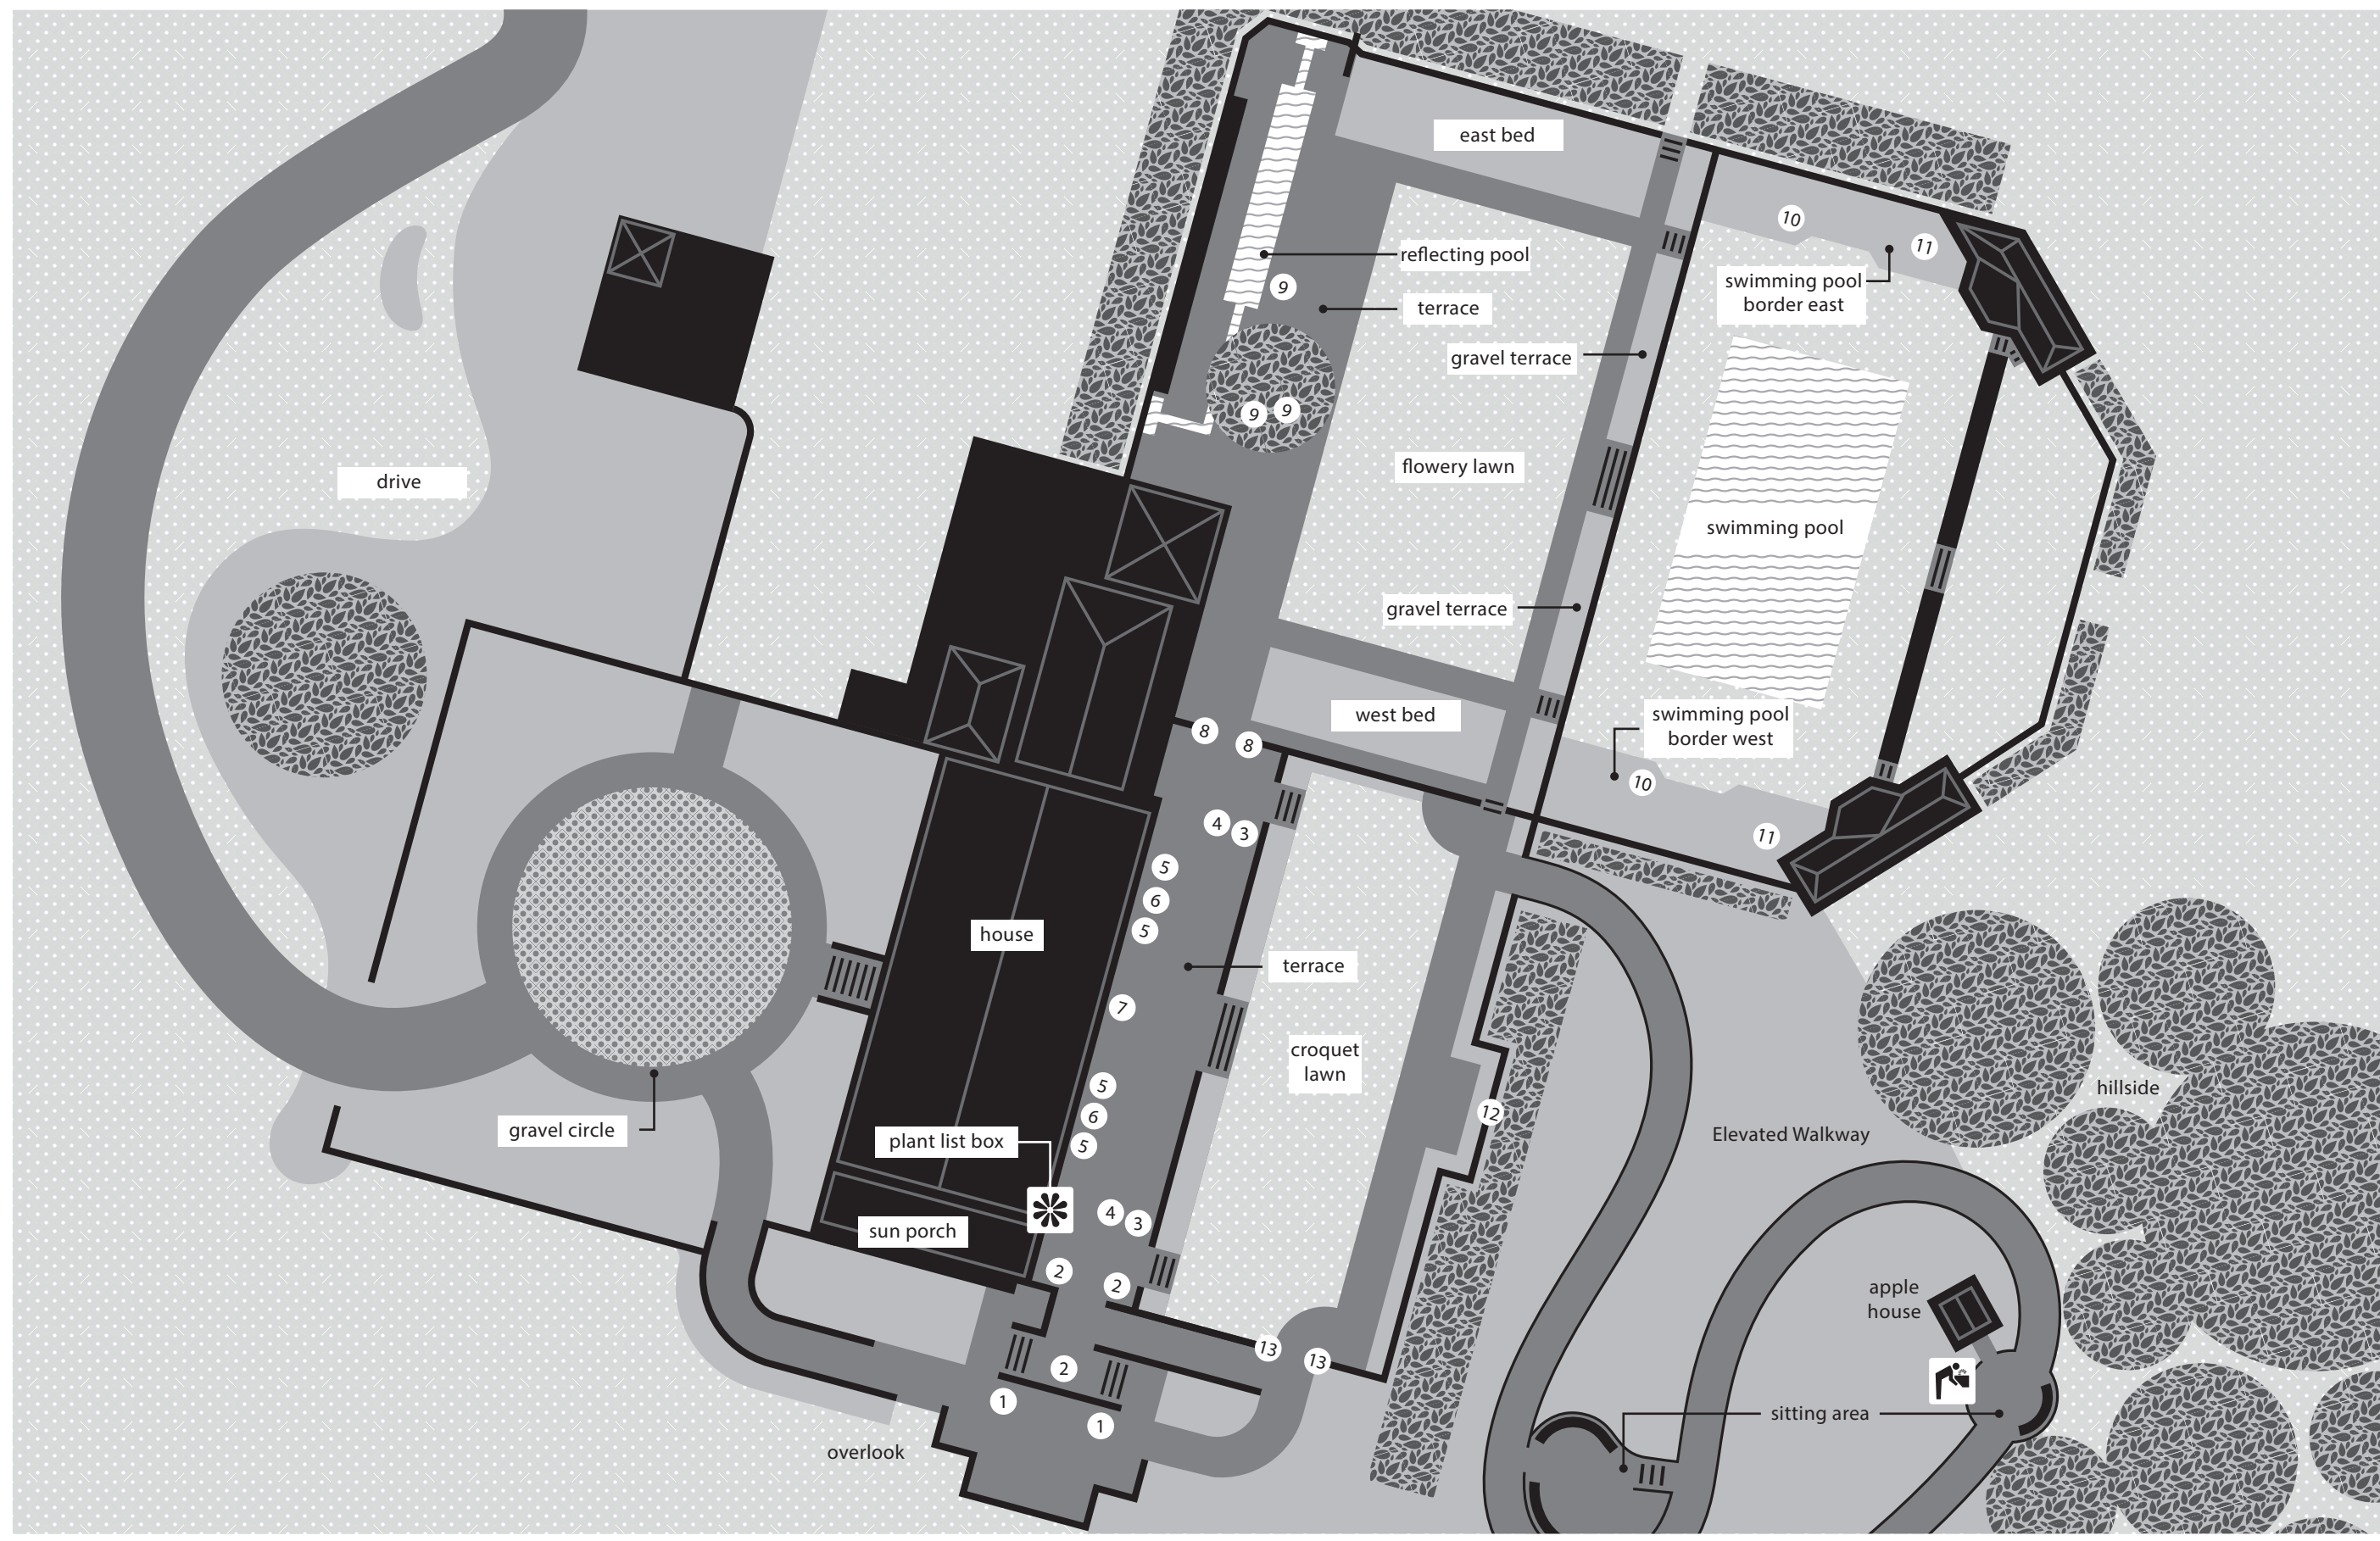 east bed
10
11
reflecting pool
swimming pool
border east
9
terrace
gravel terrace
9
9
flowery lawn
drive
swimming pool
gravel terrace
west bed
swimming pool
border west
8
8
10
4
3
11
5
6
5
house
terrace
7
croquet
lawn
5
6
5
12
hillside
gravel circle
plant list box
Elevated Walkway
4
3
sun porch
2
2
apple
house
13
13
2
1
1
sitting area
overlook